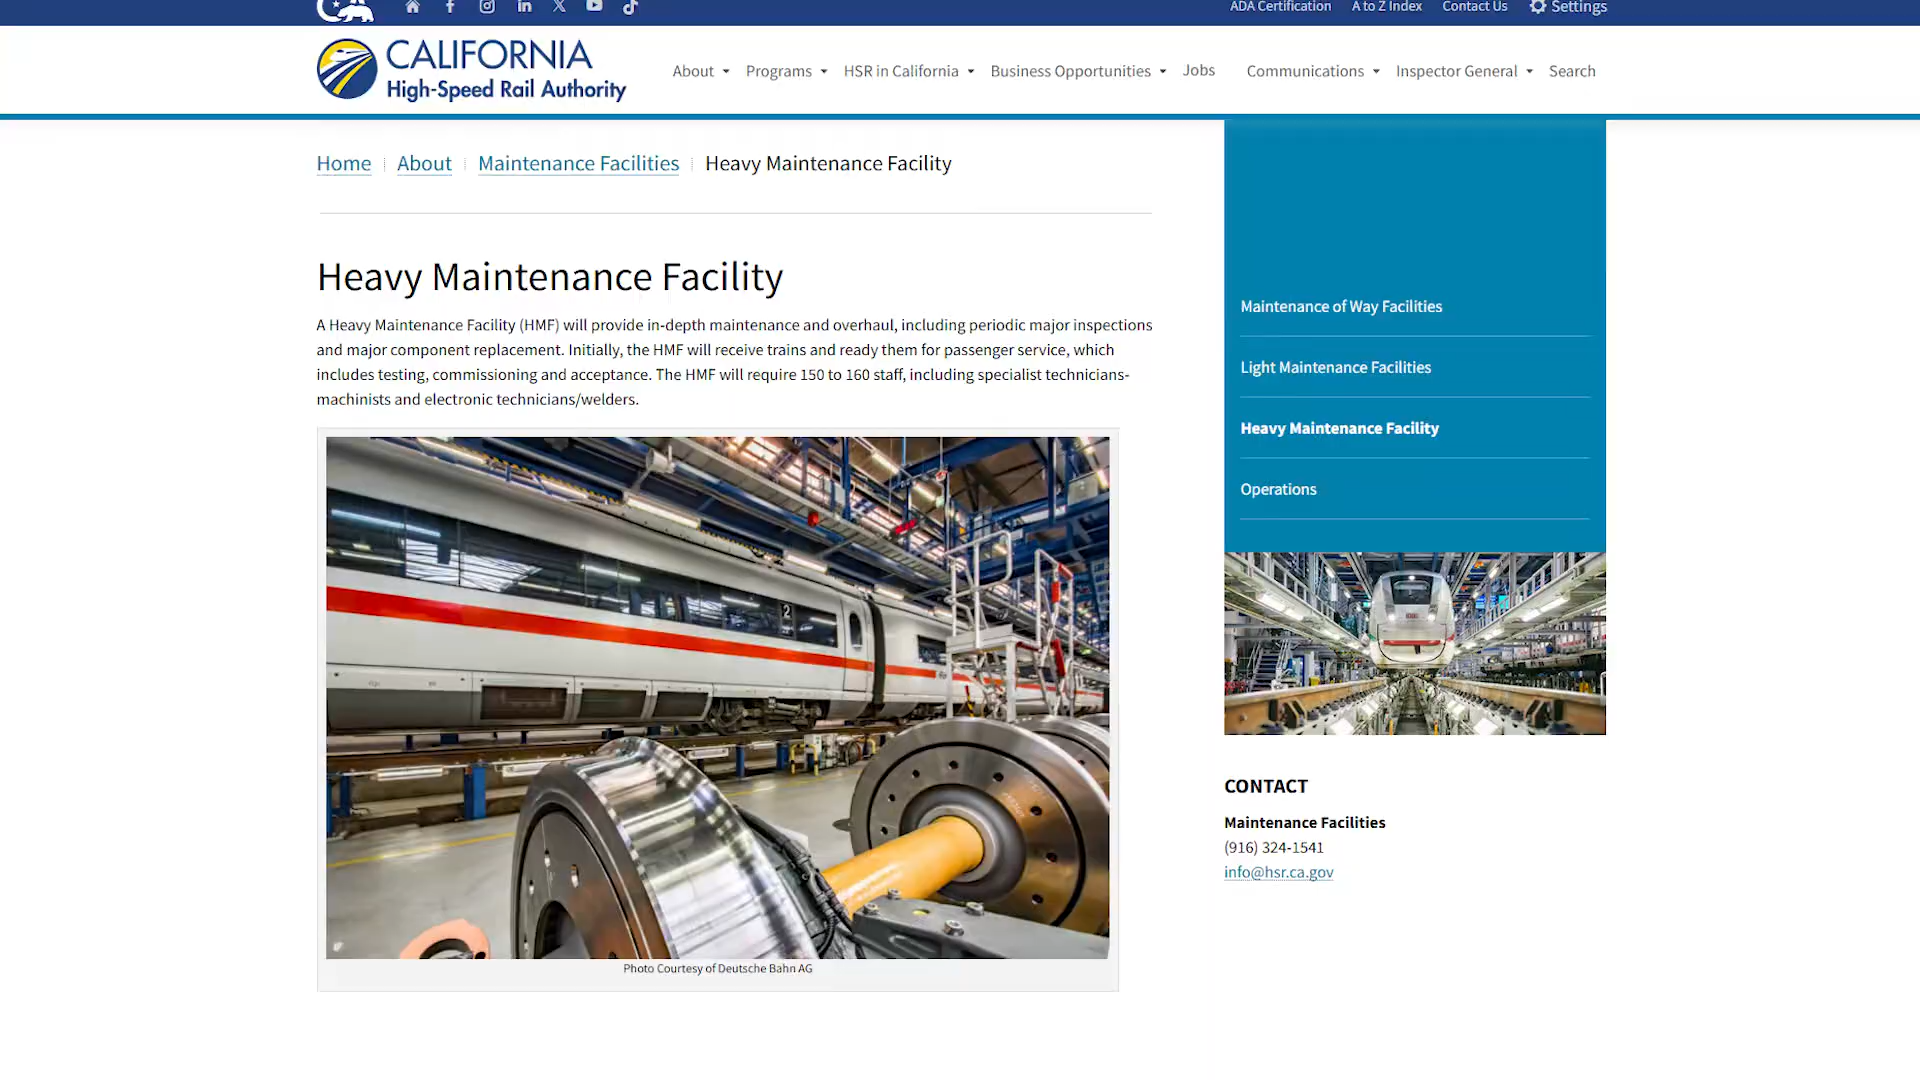 ADA Certification A to Z Index Contact Us Settings
CALIFORNIA
High-Speed Rail Authority
About Programs HSR in California Business Opportunities Jobs Communications Inspector General Search
Home About Maintenance Facilities Heavy Maintenance Facility
Heavy Maintenance Facility
A Heavy Maintenance Facility (HMF) will provide in-depth maintenance and overhaul, including periodic major inspections
and major component replacement. Initially, the HMF will receive trains and ready them for passenger service, which
includes testing, commissioning and acceptance. The HMF will require 150 to 160 staff, including specialist technicians-
machinists and electronic technicians/welders.
2
Photo Courtesy of Deutsche Bahn AG
Maintenance of Way Facilities
Light Maintenance Facilities
Heavy Maintenance Facility
Operations
CONTACT
Maintenance Facilities
(916) 324-1541
info@hsr.ca.gov